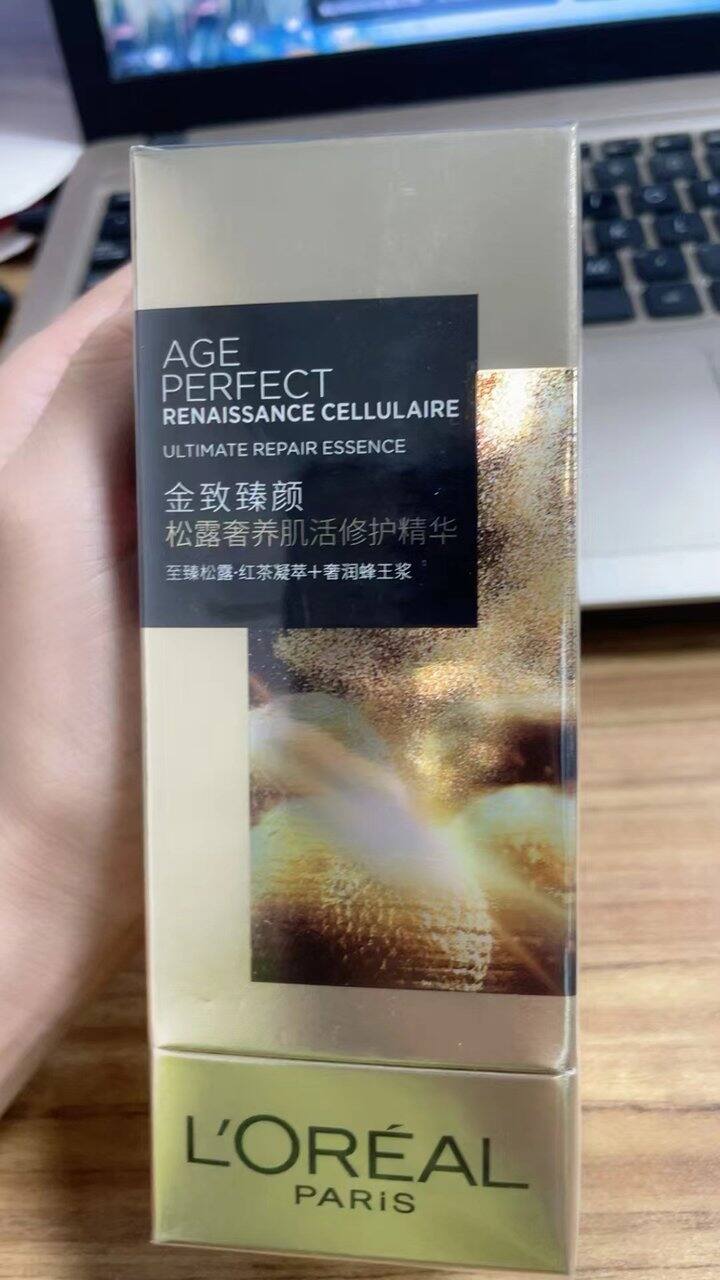 AGE
PERFECT
RENAISSANCE CELLULAIRE
ULTIMATE REPAIR ESSENCE
金致臻颜
松露奢养肌活修护精华
至臻松露·红茶凝萃+奢润蜂王浆
L'ORÉAL
PARiS